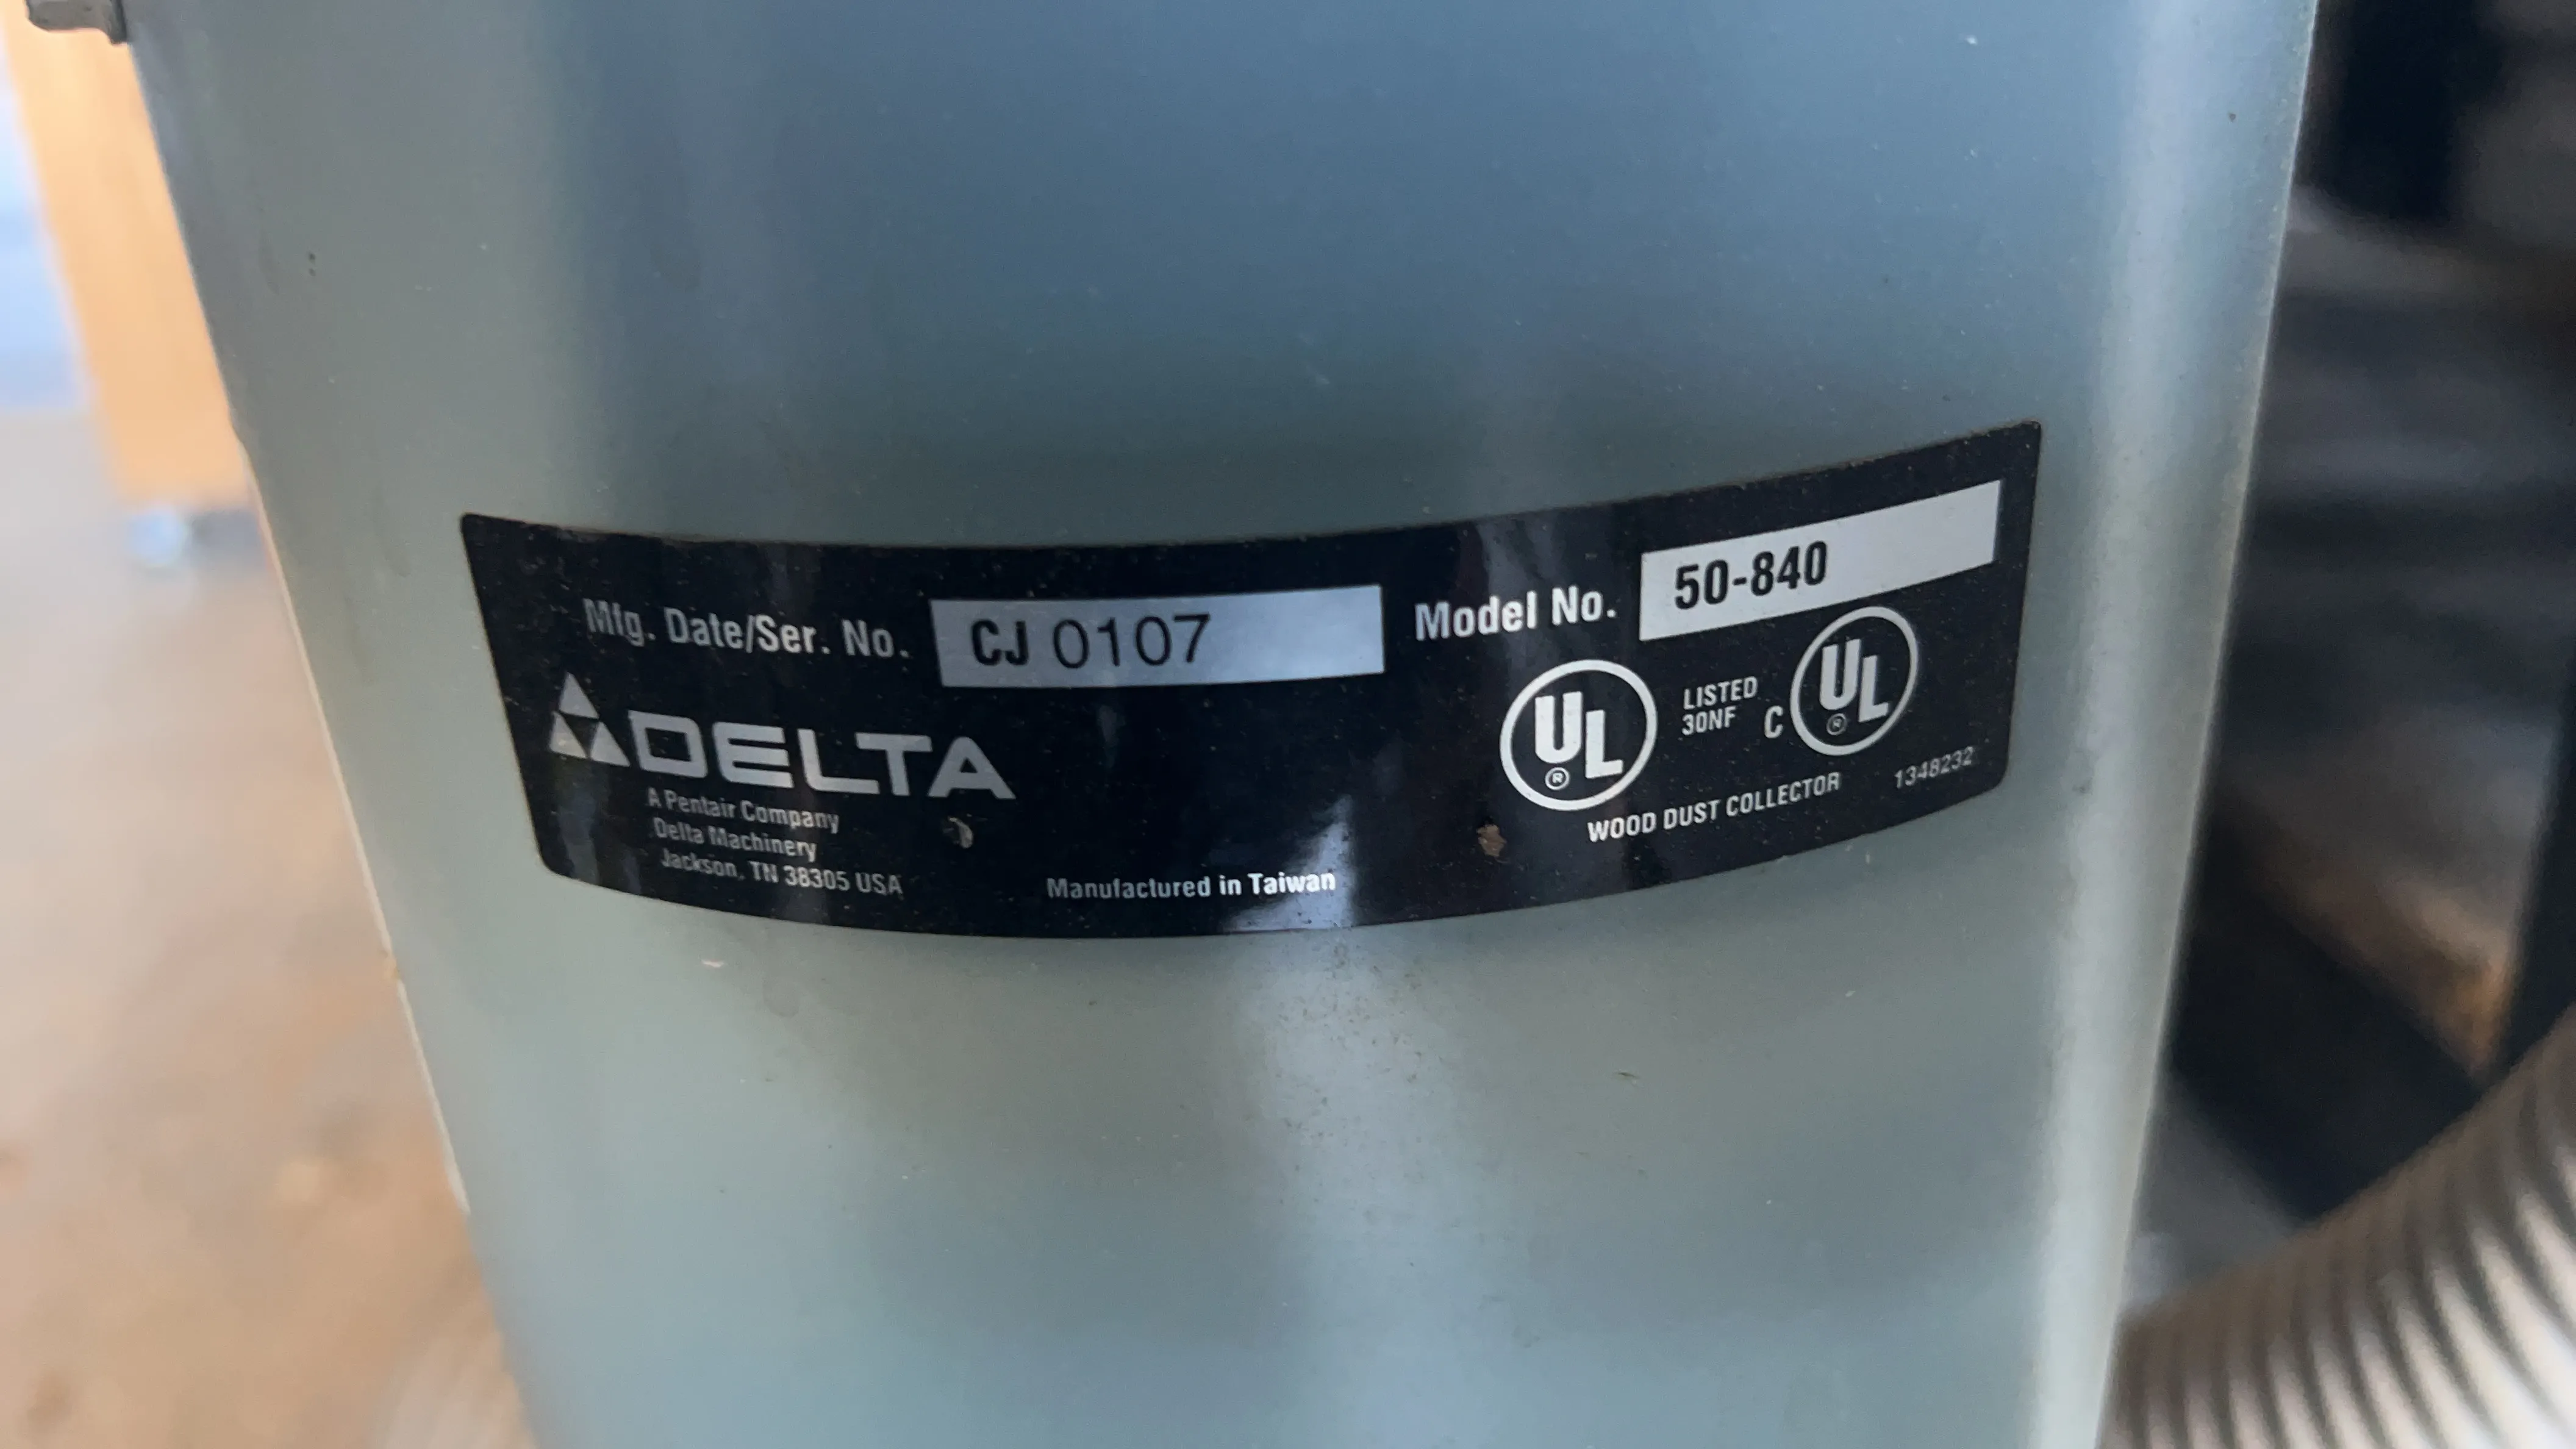 Mfg. Date/Ser. No. CJ 0107 Model No. 50-840
DELTA
A Pentair Company
Delta Machinery
Jackson, TN 38305 USA
Manufactured in Taiwan
UL ®
LISTED
30NF
C UL ®
WOOD DUST COLLECTOR 1348232